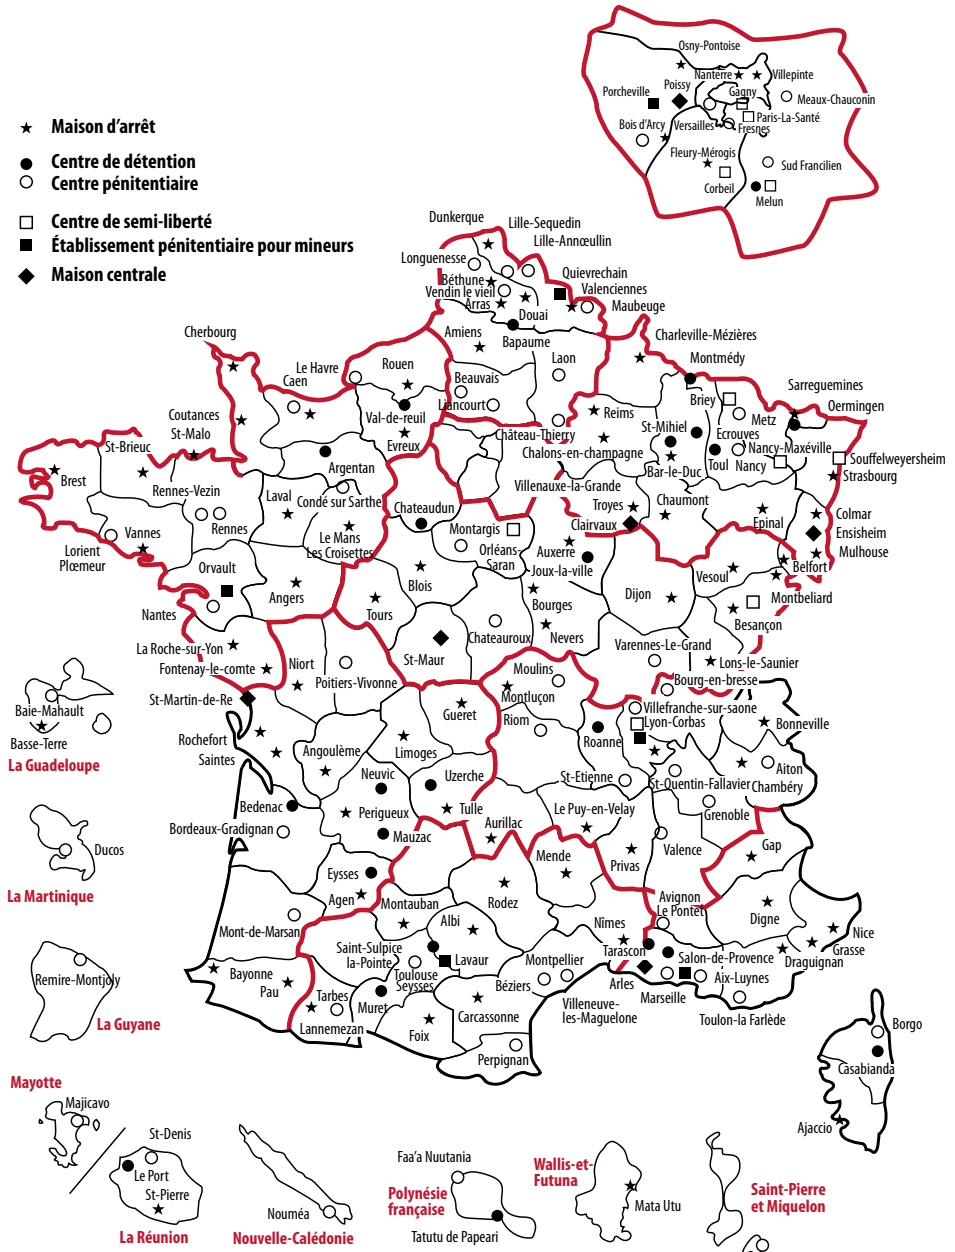 Maison d'arrêt
Centre de détention
Centre pénitentiaire
Centre de semi-liberté
Établissement pénitentiaire pour mineurs
Maison centrale
Osny-Pontoise
Nanterre
Villepinte
Poissy
Porcheville
Gagny
Meaux-Chauconin
Paris-La-Santé
Bois d'Arcy
Versailles
Fresnes
Fleury-Mérogis
Sud Francilien
Corbeil
Melun
Dunkerque
Lille-Sequedin
Lille-Annœullin
Longuenesse
Quievrechain
Béthune
Valenciennes
Vendin le vieil
Arras
Maubeuge
Douai
Bapaume
Cherbourg
Amiens
Charleville-Mézières
Laon
Montmédy
Le Havre
Rouen
Caen
Beauvais
Sarreguemines
Liancourt
Briey
Oermingen
Coutances
Val-de-reuil
Reims
Metz
St-Malo
Evreux
Château-Thierry
St-Mihiel
Ecrouves
St-Brieuc
Chalons-en-champagne
Nancy-Maxéville
Souffelweyersheim
Argentan
Bar-le-Duc
Toul
Nancy
Strasbourg
Brest
Rennes-Vezin
Laval
Condé sur Sarthe
Villenauxe-la-Grande
Chateaudun
Troyes
Chaumont
Colmar
Vannes
Rennes
Montargis
Clairvaux
Epinal
Ensisheim
Le Mans
Les Croisettes
Lorient
Plœmeur
Orléans-
Saran
Auxerre
Mulhouse
Joux-la-ville
Belfort
Orvault
Vesoul
Blois
Angers
Dijon
Montbeliard
Nantes
Tours
Bourges
Besançon
La Roche-sur-Yon
Chateauroux
Nevers
Varennes-Le-Grand
St-Maur
Fontenay-le-comte
Niort
Moulins
Lons-le-Saunier
Poitiers-Vivonne
Bourg-en-bresse
St-Martin-de-Re
Montluçon
Villefranche-sur-saone
Gueret
Riom
Lyon-Corbas
Bonneville
Baie-Mahault
Basse-Terre
La Guadeloupe
Rochefort
Roanne
Saintes
Angoulème
Limoges
Aiton
Neuvic
Uzerche
St-Etienne
St-Quentin-Fallavier
Chambéry
Bedenac
Perigueux
Tulle
Le Puy-en-Velay
Grenoble
Bordeaux-Gradignan
Mauzac
Aurillac
Ducos
Mende
Valence
Gap
Privas
Eysses
La Martinique
Agen
Montauban
Rodez
Avignon
Le Pontet
Albi
Digne
Mont-de-Marsan
Nîmes
Nice
Saint-Sulpice
la-Pointe
Tarascon
Grasse
Lavaur
Montpellier
Salon-de-Provence
Draguignan
Bayonne
Toulouse
Seysses
Remire-Montjoly
Pau
Béziers
Arles
Aix-Luynes
Tarbes
Muret
Marseille
Villeneuve-
les-Maguelone
Carcassonne
Toulon-la Farlède
La Guyane
Lannemezan
Foix
Borgo
Perpignan
Casabianda
Mayotte
Majicavo
Ajaccio
St-Denis
Le Port
St-Pierre
La Réunion
Nouméa
Nouvelle-Calédonie
Faa'a Nuutania
Polynésie
française
Tatutu de Papeari
Wallis-et-
Futuna
Mata Utu
Saint-Pierre
et Miquelon